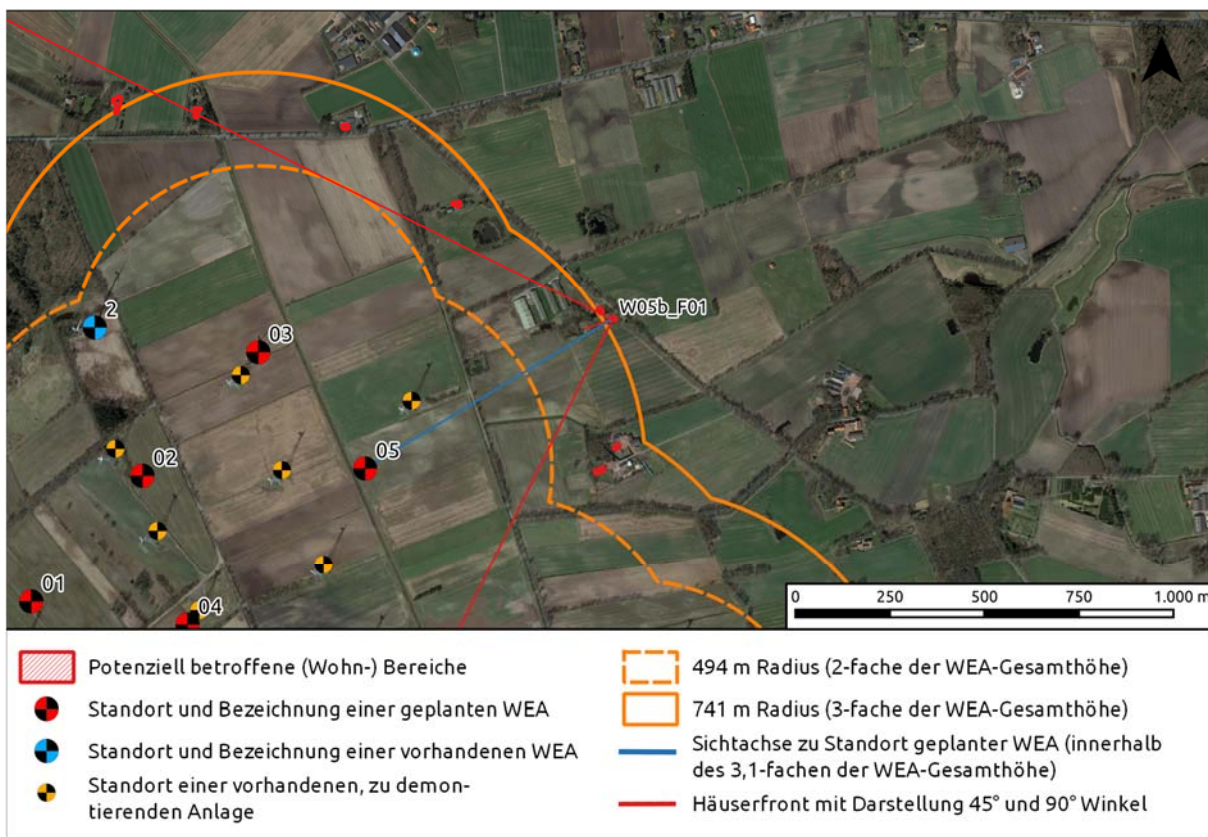 W05b_F01
2
03
05
02
01
04
0 250 500 750 1.000 m
Potenziell betroffene (Wohn-) Bereiche
Standort und Bezeichnung einer geplanten WEA
Standort und Bezeichnung einer vorhandenen WEA
Standort einer vorhandenen, zu demon-
tierenden Anlage
494 m Radius (2-fache der WEA-Gesamthöhe)
741 m Radius (3-fache der WEA-Gesamthöhe)
Sichtachse zu Standort geplanter WEA (innerhalb
des 3,1-fachen der WEA-Gesamthöhe)
Häuserfront mit Darstellung 45° und 90° Winkel